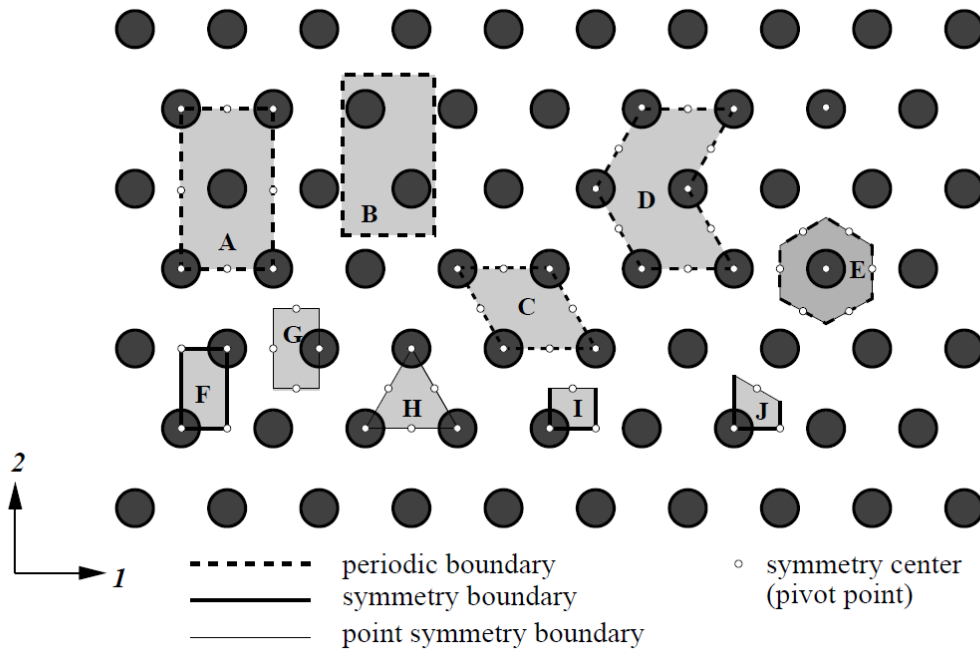 A
B
D
E
C
G
F
H
I
J
2
1
periodic boundary
symmetry center
symmetry boundary
(pivot point)
point symmetry boundary